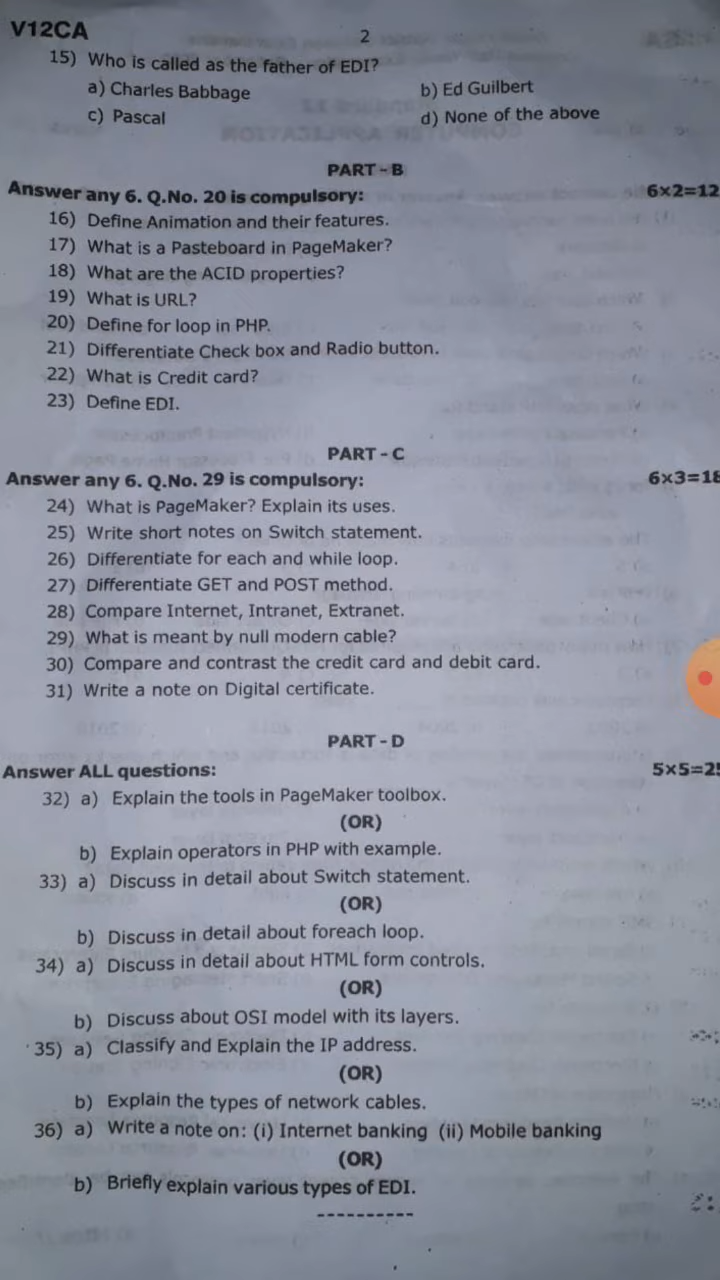 V12CA
2
15) Who is called as the father of EDI?
a) Charles Babbage b) Ed Guilbert
c) Pascal d) None of the above
PART - B
Answer any 6. Q.No. 20 is compulsory: 6×2=12
16) Define Animation and their features.
17) What is a Pasteboard in PageMaker?
18) What are the ACID properties?
19) What is URL?
20) Define for loop in PHP.
21) Differentiate Check box and Radio button.
22) What is Credit card?
23) Define EDI.
PART - C
Answer any 6. Q.No. 29 is compulsory: 6×3=18
24) What is PageMaker? Explain its uses.
25) Write short notes on Switch statement.
26) Differentiate for each and while loop.
27) Differentiate GET and POST method.
28) Compare Internet, Intranet, Extranet.
29) What is meant by null modern cable?
30) Compare and contrast the credit card and debit card.
31) Write a note on Digital certificate.
PART - D
Answer ALL questions: 5×5=25
32) a) Explain the tools in PageMaker toolbox.
(OR)
b) Explain operators in PHP with example.
33) a) Discuss in detail about Switch statement.
(OR)
b) Discuss in detail about foreach loop.
34) a) Discuss in detail about HTML form controls.
(OR)
b) Discuss about OSI model with its layers.
35) a) Classify and Explain the IP address.
(OR)
b) Explain the types of network cables.
36) a) Write a note on: (i) Internet banking (ii) Mobile banking
(OR)
b) Briefly explain various types of EDI.
----------